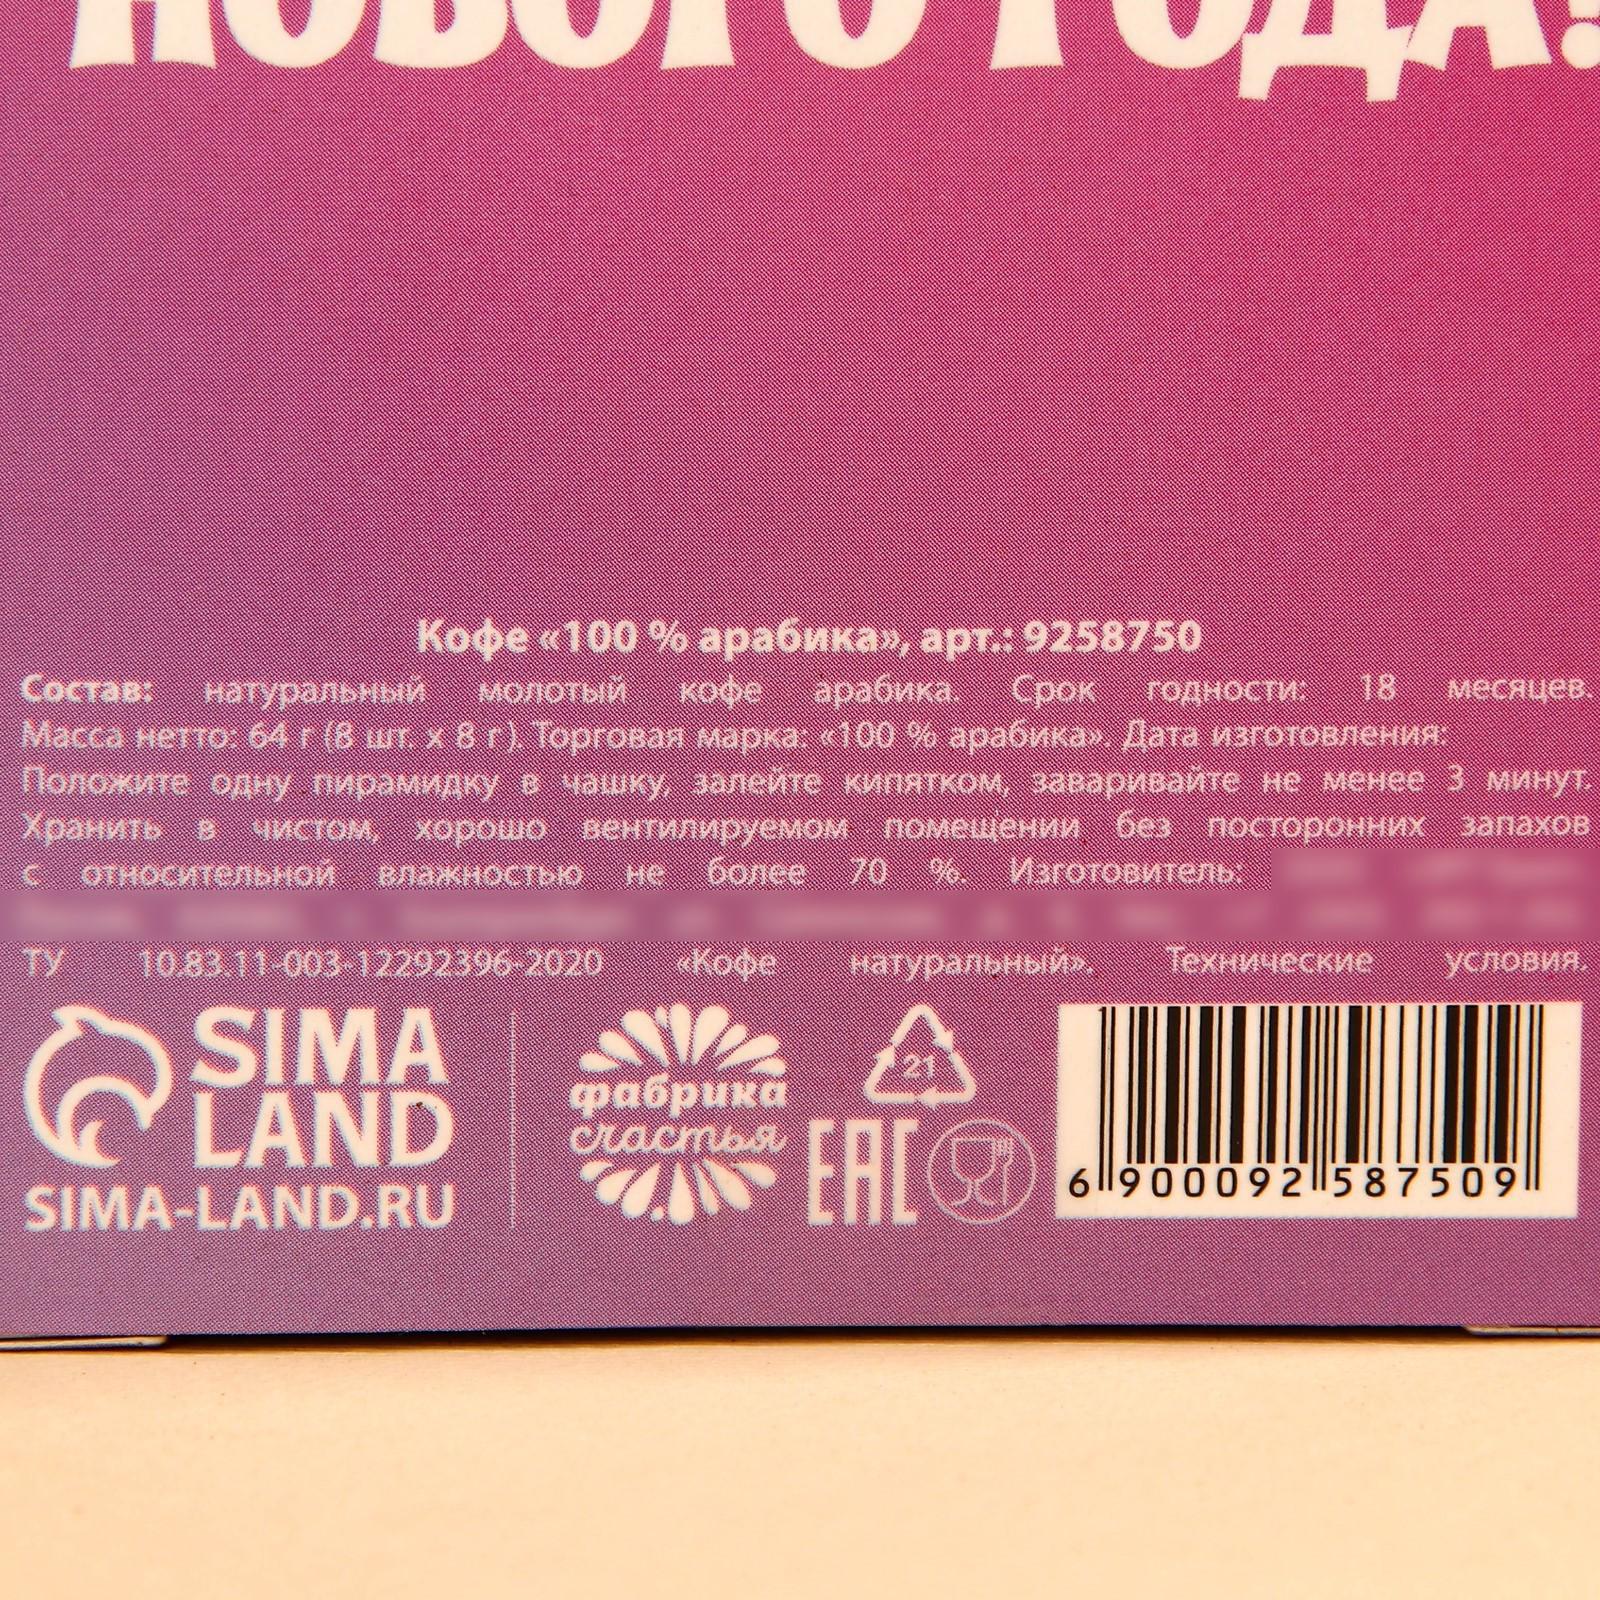 НОВОГО ГОДА!
Кофе «100 % арабика», арт.: 9258750
Состав: натуральный молотый кофе арабика. Срок годности: 18 месяцев.
Масса нетто: 64 г (8 шт. х 8 г). Торговая марка: «100 % арабика». Дата изготовления:
Положите одну пирамидку в чашку, залейте кипятком, заваривайте не менее 3 минут.
Хранить в чистом, хорошо вентилируемом помещении без посторонних запахов
с относительной влажностью не более 70 %. Изготовитель:
ТУ 10.83.11-003-12292396-2020 «Кофе натуральный». Технические условия.
SIMA
LAND
SIMA-LAND.RU
фабрика
счастья
21
EAC
6 900092 587509